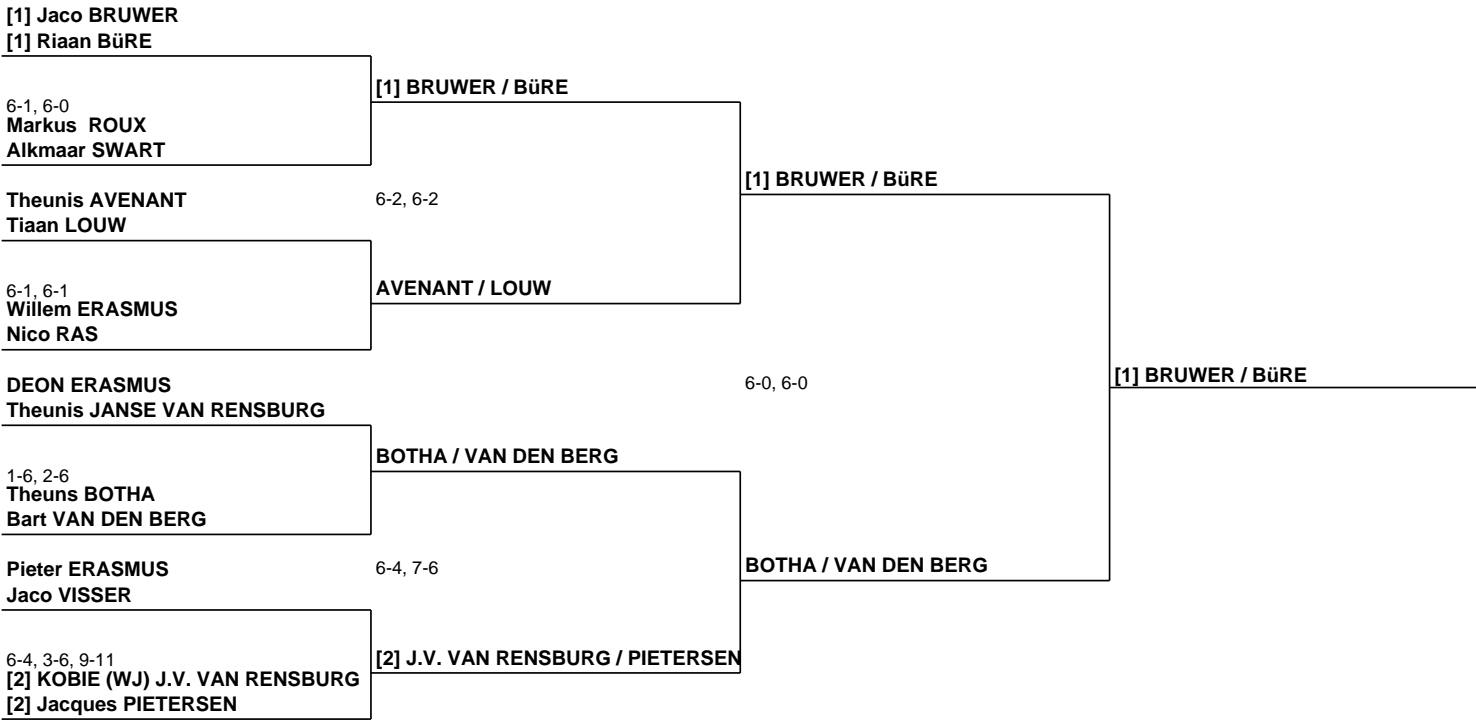 [1] Jaco BRUWER
[1] Riaan BüRE
[1] BRUWER / BüRE
6-1, 6-0
Markus  ROUX
Alkmaar SWART
[1] BRUWER / BüRE
Theunis AVENANT
6-2, 6-2
Tiaan LOUW
AVENANT / LOUW
6-1, 6-1
Willem ERASMUS
Nico RAS
[1] BRUWER / BüRE
DEON ERASMUS
6-0, 6-0
Theunis JANSE VAN RENSBURG
BOTHA / VAN DEN BERG
1-6, 2-6
Theuns BOTHA
Bart VAN DEN BERG
BOTHA / VAN DEN BERG
Pieter ERASMUS
6-4, 7-6
Jaco VISSER
[2] J.V. VAN RENSBURG / PIETERSEN
6-4, 3-6, 9-11
[2] KOBIE (WJ) J.V. VAN RENSBURG
[2] Jacques PIETERSEN